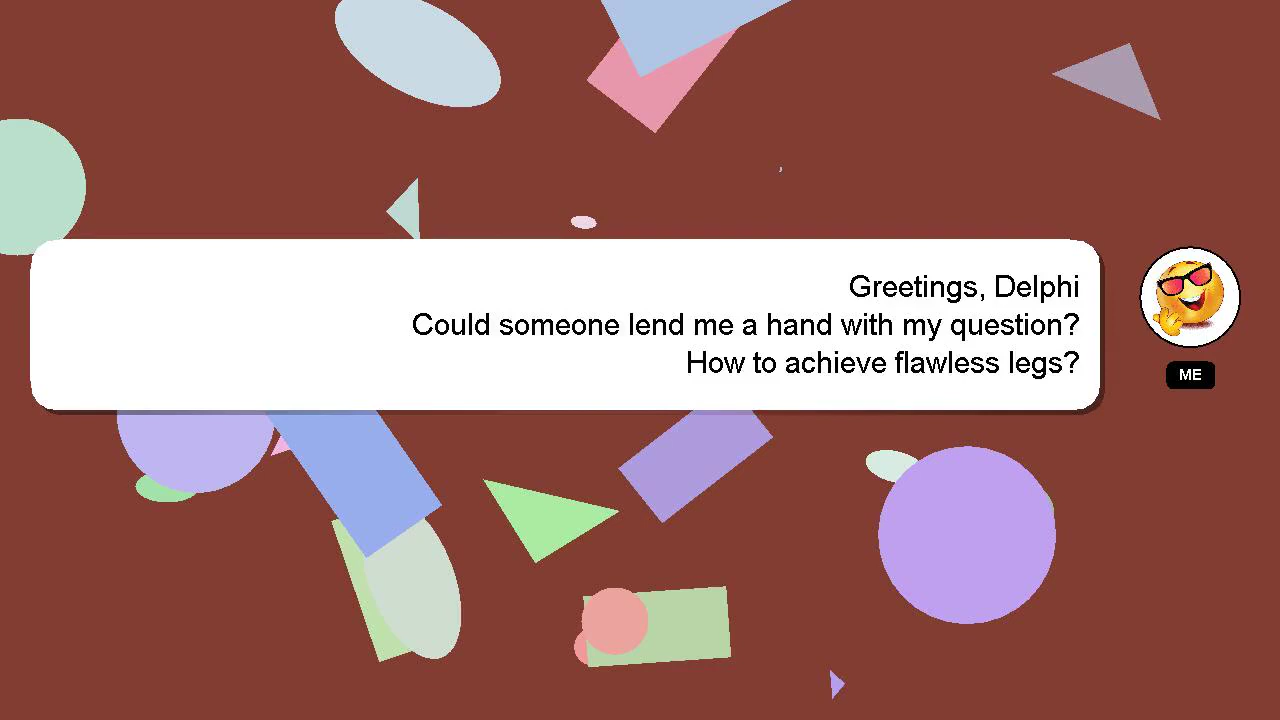 Greetings, Delphi
Could someone lend me a hand with my question?
How to achieve flawless legs?
ME